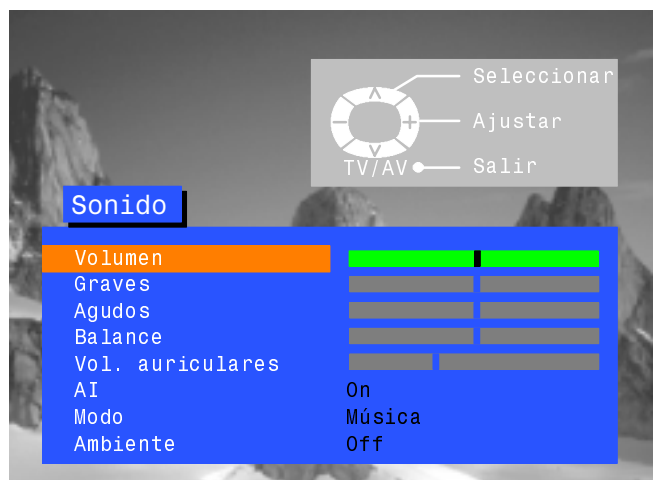 Seleccionar
Ajustar
TV/AV Salir
Sonido
Volumen
Graves
Agudos
Balance
Vol. auriculares
AI On
Modo Música
Ambiente Off